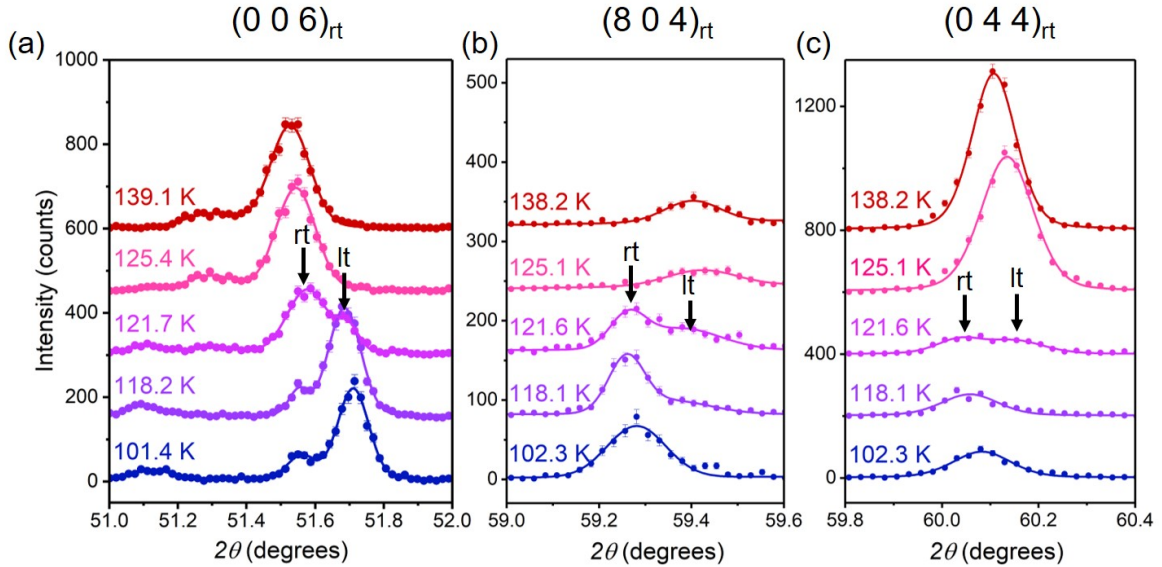 (0 0 6)rt
(8 0 4)rt
(0 4 4)rt
(a)
(b)
(c)
Intensity (counts)
1000
800
600
400
200
0
139.1 K
125.4 K
121.7 K
118.2 K
101.4 K
rt
lt
51.0 51.2 51.4 51.6 51.8 52.0
2θ (degrees)
500
400
300
200
100
0
138.2 K
125.1 K
121.6 K
118.1 K
102.3 K
rt
lt
59.0 59.2 59.4 59.6
2θ (degrees)
1200
800
400
0
138.2 K
125.1 K
121.6 K
118.1 K
102.3 K
rt
lt
59.8 60.0 60.2 60.4
2θ (degrees)